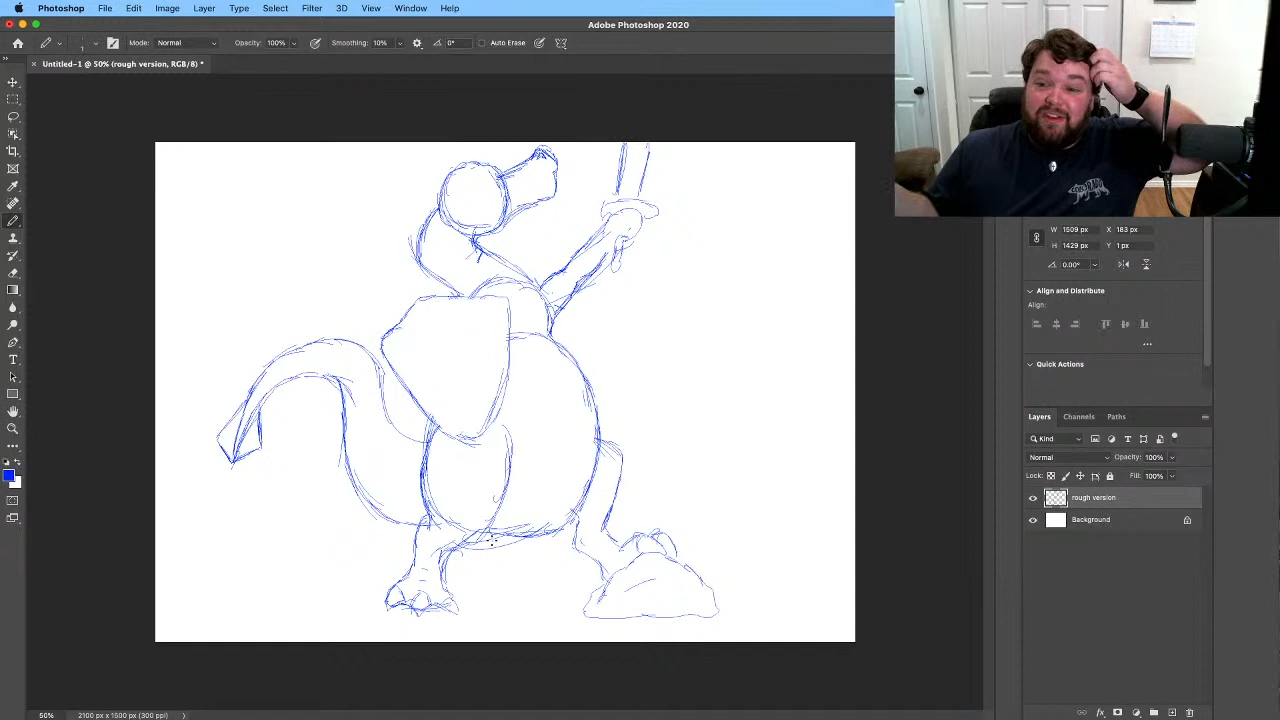 Photoshop File Edit Image Layer Type Select Filter 3D View Window Help
Adobe Photoshop 2020
1 Mode: Normal Opacity: 100% Smoothing: 10% Auto Erase
Untitled-1 @ 50% (rough version, RGB/8) *
W 1509 px X 183 px
H 1429 px Y 1 px
0.00°
Align and Distribute
Align:
Quick Actions
Layers Channels Paths
Kind
Normal Opacity: 100%
Lock: Fill: 100%
rough version
Background
50% 2100 px x 1500 px (300 ppi)